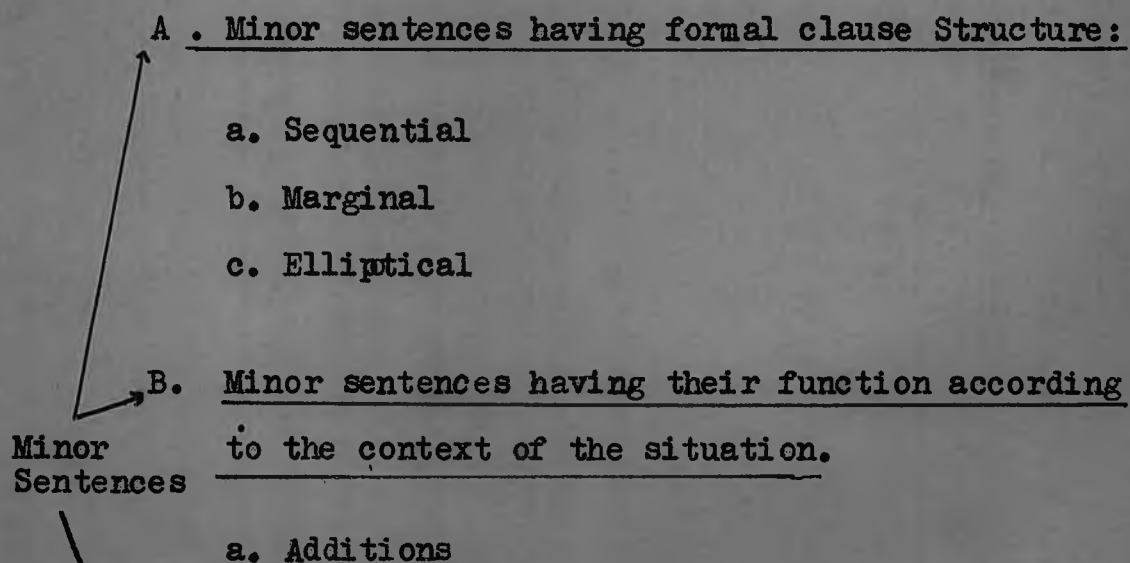 A . Minor sentences having formal clause Structure:
a. Sequential
b. Marginal
c. Elliptical
B. Minor sentences having their function according
Minor to the context of the situation.
Sentences
a. Additions